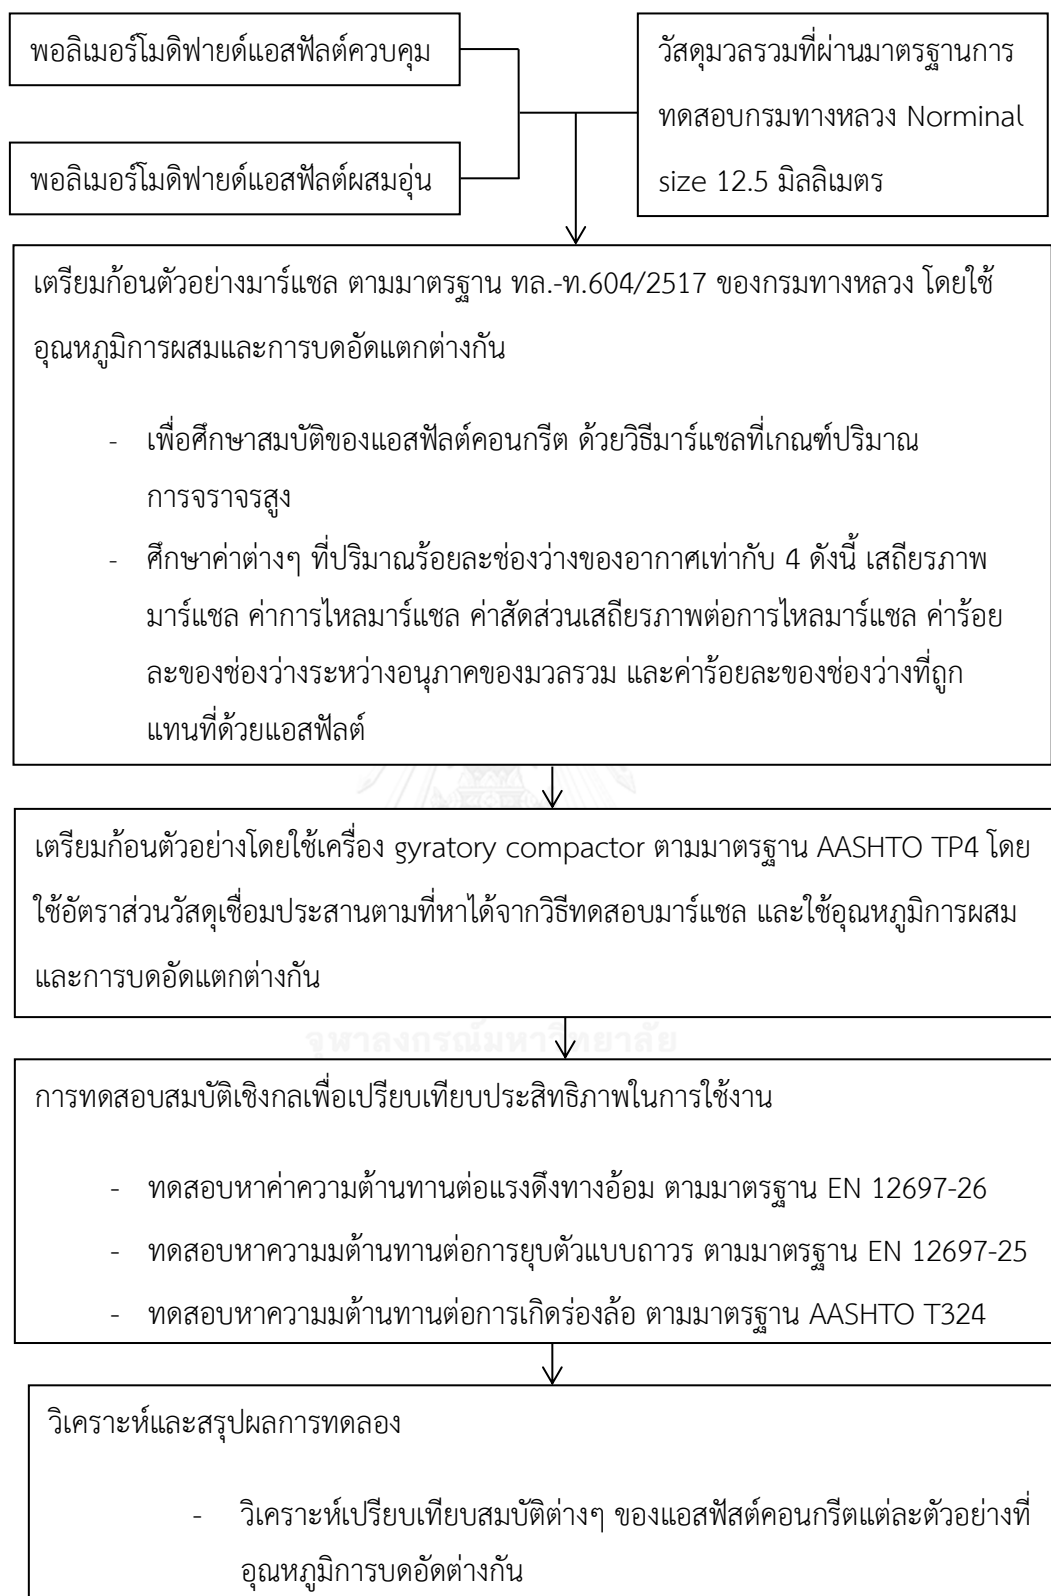 พอลิเมอร์โมดิฟายด์แอสฟัลต์ควบคุม
พอลิเมอร์โมดิฟายด์แอสฟัลต์ผสมอุ่น
วัสดุมวลรวมที่ผ่านมาตรฐานการ
ทดสอบกรมทางหลวง Norminal
size 12.5 มิลลิเมตร
เตรียมก้อนตัวอย่างมาร์แชล ตามมาตรฐาน ทล.-ท.604/2517 ของกรมทางหลวง โดยใช้
อุณหภูมิการผสมและการบดอัดแตกต่างกัน
- เพื่อศึกษาสมบัติของแอสฟัลต์คอนกรีต ด้วยวิธีมาร์แชลที่เกณฑ์ปริมาณ
การจราจรสูง
- ศึกษาค่าต่างๆ ที่ปริมาณร้อยละช่องว่างของอากาศเท่ากับ 4 ดังนี้ เสถียรภาพ
มาร์แชล ค่าการไหลมาร์แชล ค่าสัดส่วนเสถียรภาพต่อการไหลมาร์แชล ค่าร้อย
ละของช่องว่างระหว่างอนุภาคของมวลรวม และค่าร้อยละของช่องว่างที่ถูก
แทนที่ด้วยแอสฟัลต์
เตรียมก้อนตัวอย่างโดยใช้เครื่อง gyratory compactor ตามมาตรฐาน AASHTO TP4 โดย
ใช้อัตราส่วนวัสดุเชื่อมประสานตามที่หาได้จากวิธีทดสอบมาร์แชล และใช้อุณหภูมิการผสม
และการบดอัดแตกต่างกัน
จุฬาลงกรณ์มหาวิทยาลัย
การทดสอบสมบัติเชิงกลเพื่อเปรียบเทียบประสิทธิภาพในการใช้งาน
- ทดสอบหาค่าความต้านทานต่อแรงดึงทางอ้อม ตามมาตรฐาน EN 12697-26
- ทดสอบหาความมต้านทานต่อการยุบตัวแบบถาวร ตามมาตรฐาน EN 12697-25
- ทดสอบหาความมต้านทานต่อการเกิดร่องล้อ ตามมาตรฐาน AASHTO T324
วิเคราะห์และสรุปผลการทดลอง
- วิเคราะห์เปรียบเทียบสมบัติต่างๆ ของแอสฟัสต์คอนกรีตแต่ละตัวอย่างที่
อุณหภูมิการบดอัดต่างกัน